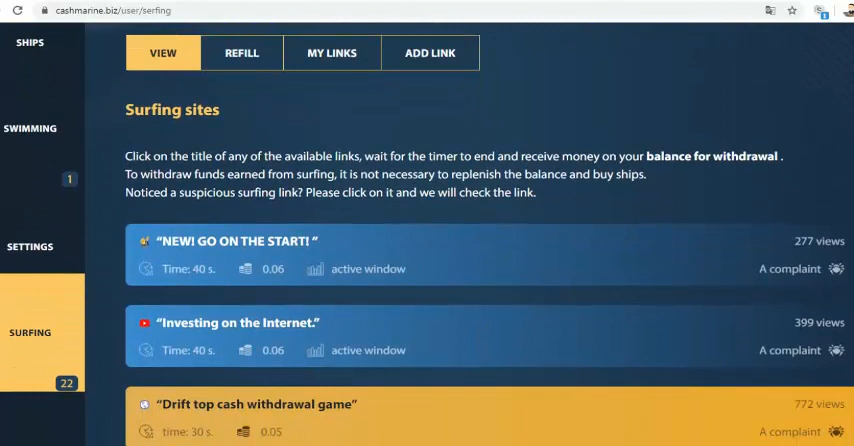 cashmarine.biz/user/serfing
SHIPS
SWIMMING
1
SETTINGS
SURFING
22
VIEW
REFILL
MY LINKS
ADD LINK
Surfing sites
Click on the title of any of the available links, wait for the timer to end and receive money on your balance for withdrawal .
To withdraw funds earned from surfing, it is not necessary to replenish the balance and buy ships.
Noticed a suspicious surfing link? Please click on it and we will check the link.
“NEW! GO ON THE START! ”
277 views
Time: 40 s.
0.06
active window
A complaint
“Investing on the Internet.”
399 views
Time: 40 s.
0.06
active window
A complaint
“Drift top cash withdrawal game”
772 views
time: 30 s.
0.05
A complaint